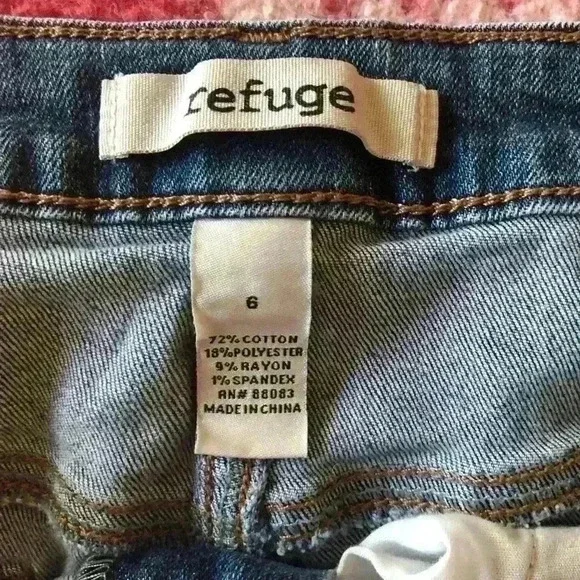 refuge
6
72% COTTON
18% POLYESTER
9% RAYON
1% SPANDEX
RN# 88083
MADE IN CHINA